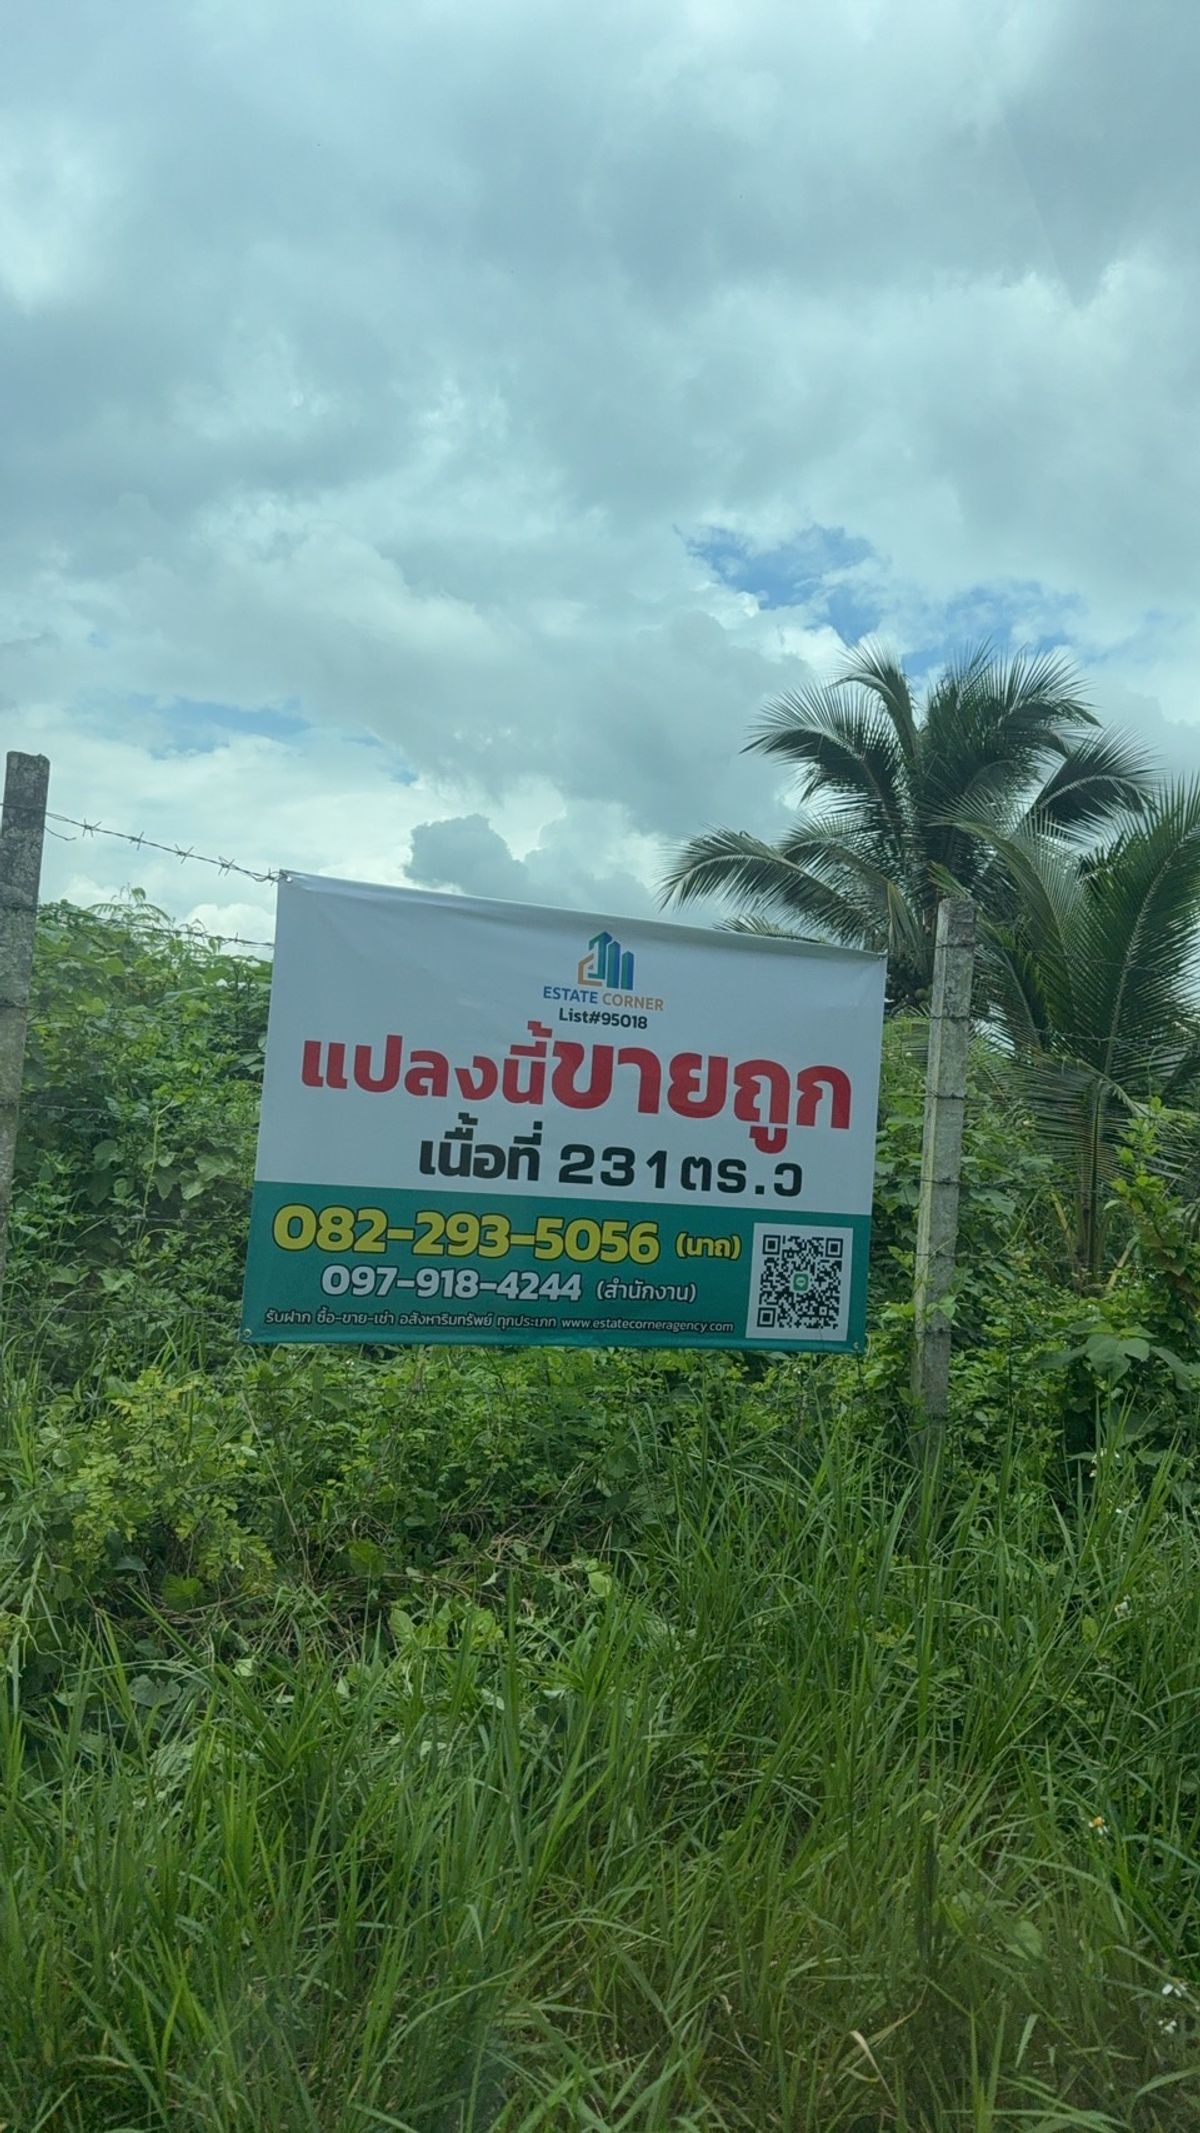 ESTATE CORNER
List#95018
แปลงนี้ขายถูก
เนื้อที่ 231ตร.ว
082-293-5056 (นาถ)
097-918-4244 (สำนักงาน)
รับฝาก ซื้อ-ขาย-เช่า อสังหาริมทรัพย์ ทุกประเภท www.estatecorneragency.com